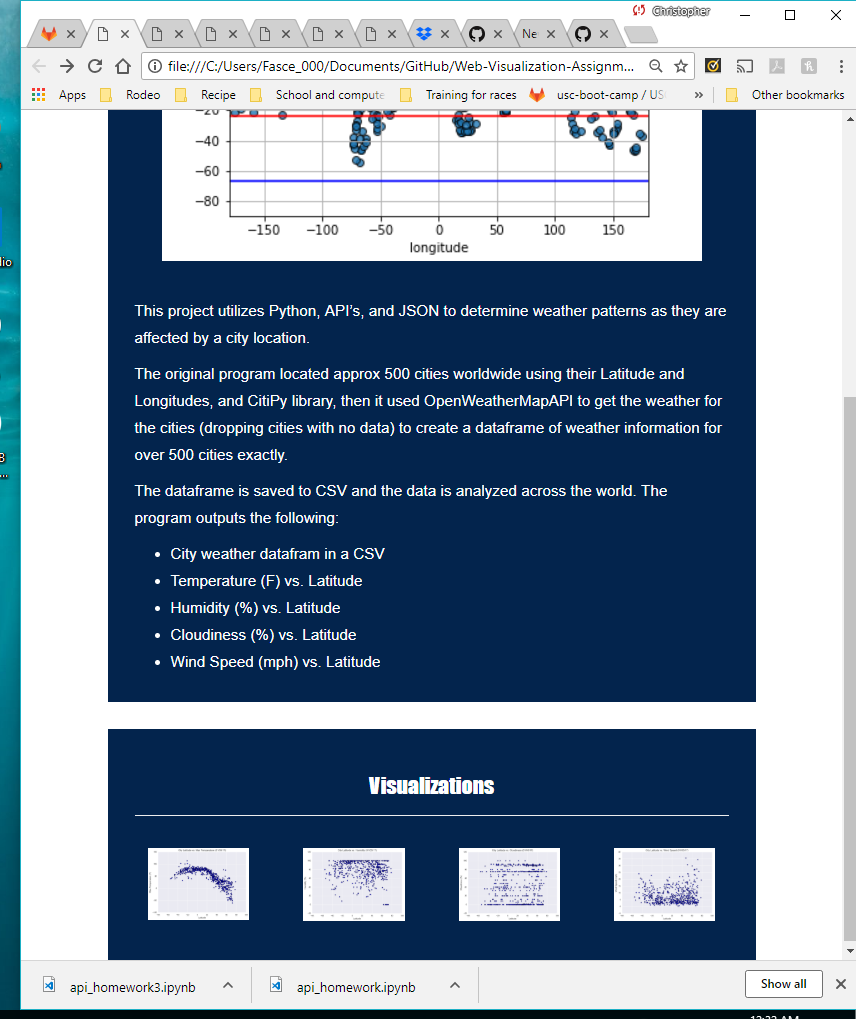 Christopher
Ne
file:///C:/Users/Fasce_000/Documents/GitHub/Web-Visualization-Assignm...
Apps
Rodeo
Recipe
School and compute
Training for races
usc-boot-camp / US
»
Other bookmarks
−20
−40
−60
−80
−150 −100 −50 0 50 100 150
longitude
This project utilizes Python, API's, and JSON to determine weather patterns as they are
affected by a city location.
The original program located approx 500 cities worldwide using their Latitude and
Longitudes, and CitiPy library, then it used OpenWeatherMapAPI to get the weather for
the cities (dropping cities with no data) to create a dataframe of weather information for
over 500 cities exactly.
The dataframe is saved to CSV and the data is analyzed across the world. The
program outputs the following:
• City weather datafram in a CSV
• Temperature (F) vs. Latitude
• Humidity (%) vs. Latitude
• Cloudiness (%) vs. Latitude
• Wind Speed (mph) vs. Latitude
Visualizations
api_homework3.ipynb
api_homework.ipynb
Show all